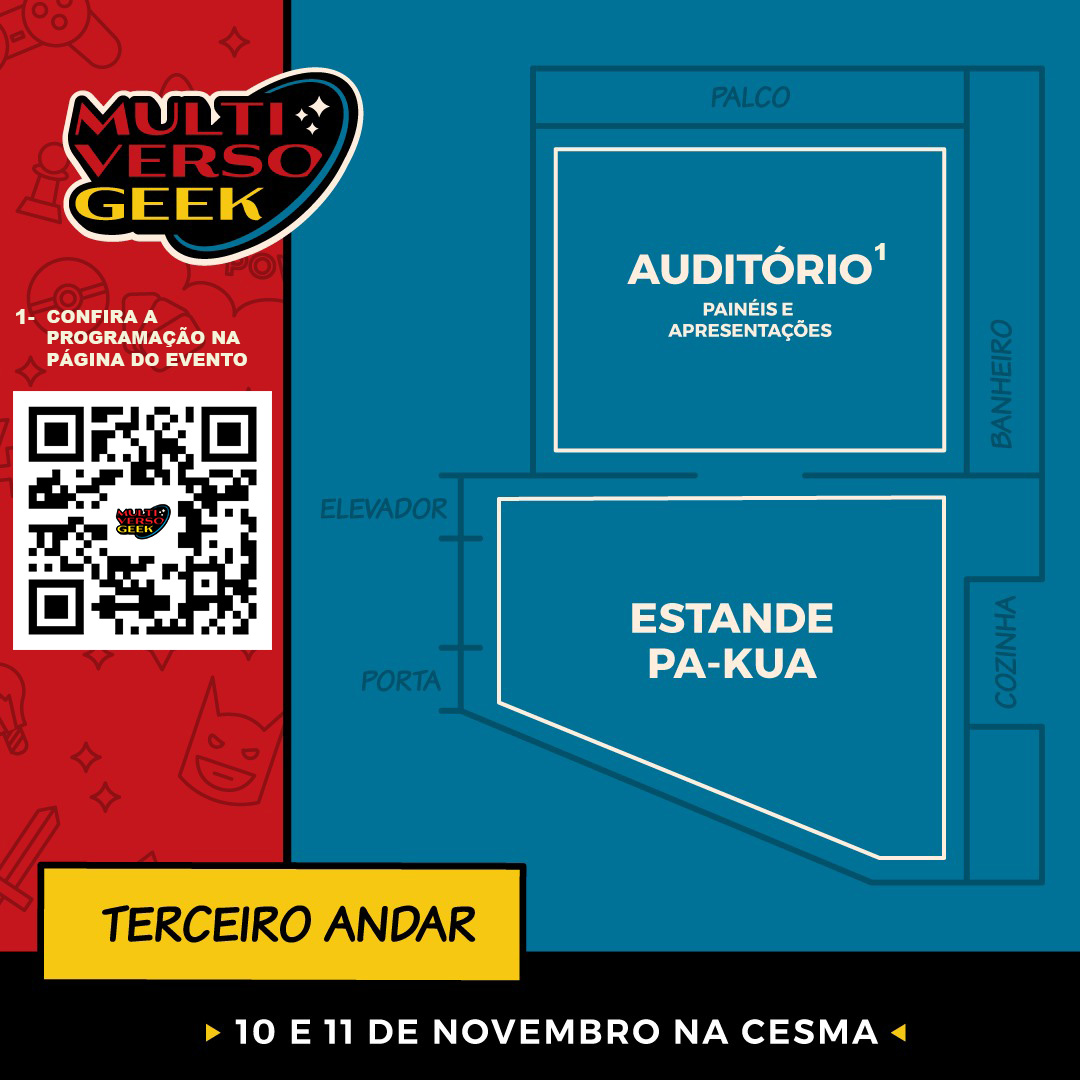 MULTI
VERSO
GEEK
1- CONFIRA A
PROGRAMAÇÃO NA
PÁGINA DO EVENTO
MULTI
VERSO
GEEK
PALCO
AUDITÓRIO¹
PAINÉIS E
APRESENTAÇÕES
BANHEIRO
ELEVADOR
ESTANDE
PA-KUA
PORTA
COZINHA
TERCEIRO ANDAR
10 E 11 DE NOVEMBRO NA CESMA